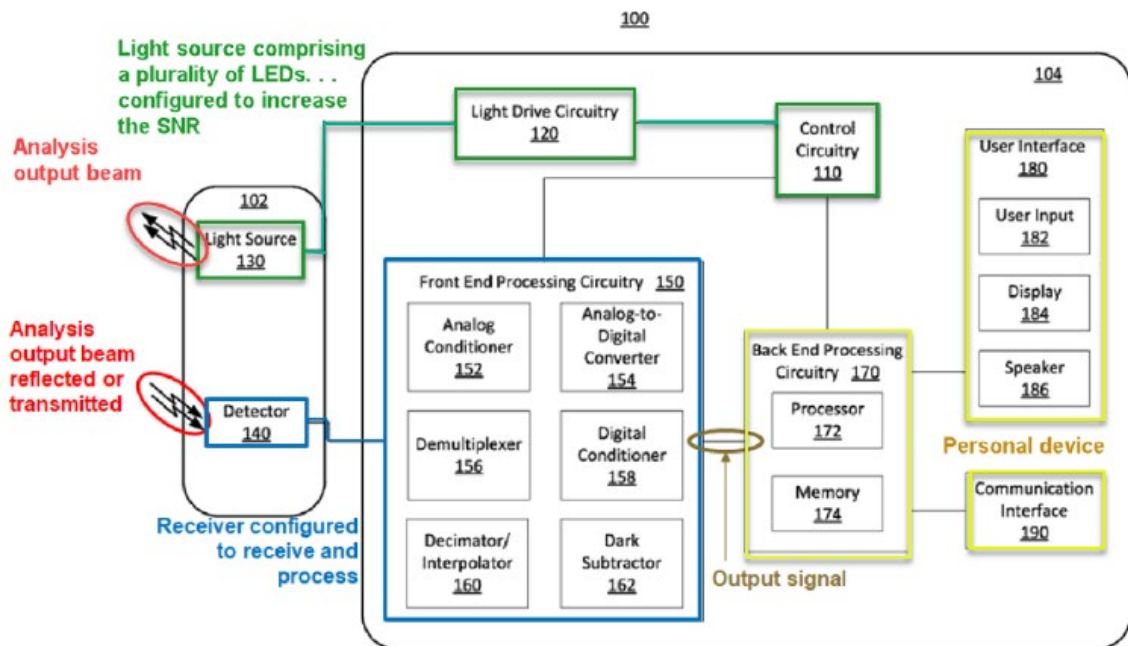 100
Light source comprising
a plurality of LEDs. . .
configured to increase
the SNR
104
Light Drive Circuitry
120
Control
Circuitry
110
User Interface
180
User Input
182
Display
184
Speaker
186
Analysis
output beam
102
Light Source
130
Front End Processing Circuitry 150
Analog
Conditioner
152
Analog-to-
Digital
Converter
154
Demultiplexer
156
Digital
Conditioner
158
Decimator/
Interpolator
160
Dark
Subtractor
162
Analysis
output beam
reflected or
transmitted
Detector
140
Receiver configured
to receive and
process
Back End Processing
Circuitry 170
Processor
172
Memory
174
Personal device
Communication
Interface
190
Output signal